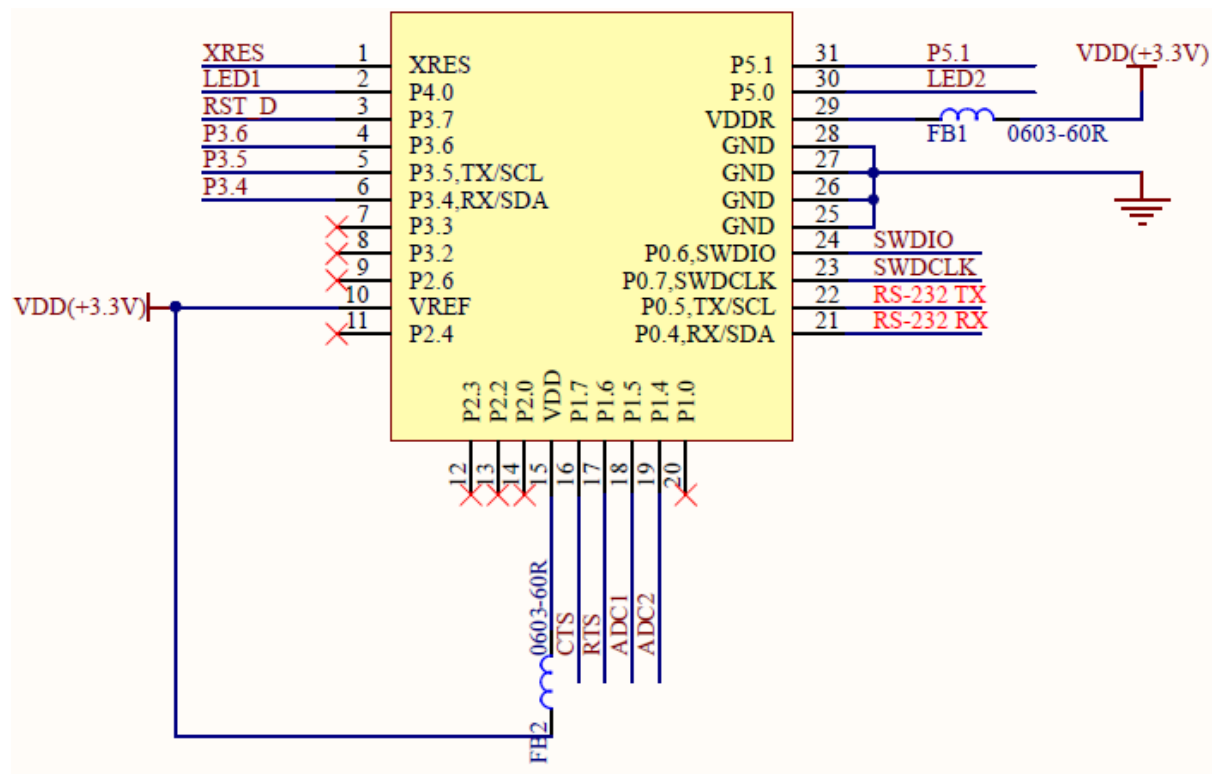 XRES 1 XRES
LED1 2 P4.0
RST_D 3 P3.7
P3.6 4 P3.6
P3.5 5 P3.5,TX/SCL
P3.4 6 P3.4,RX/SDA
7 P3.3
8 P3.2
9 P2.6
VDD(+3.3V) 10 VREF
11 P2.4
P5.1 31 P5.1
P5.0 30 LED2
VDDR 29 FB1 0603-60R VDD(+3.3V)
GND 28
GND 27
GND 26
GND 25
P0.6,SWDIO 24 SWDIO
P0.7,SWDCLK 23 SWDCLK
P0.5,TX/SCL 22 RS-232 TX
P0.4,RX/SDA 21 RS-232 RX
P2.3 12
P2.2 13
P2.0 14
VDD 15 0603-60R FB2
P1.7 16 CTS
P1.6 17 RTS
P1.5 18 ADC1
P1.4 19 ADC2
P1.0 20